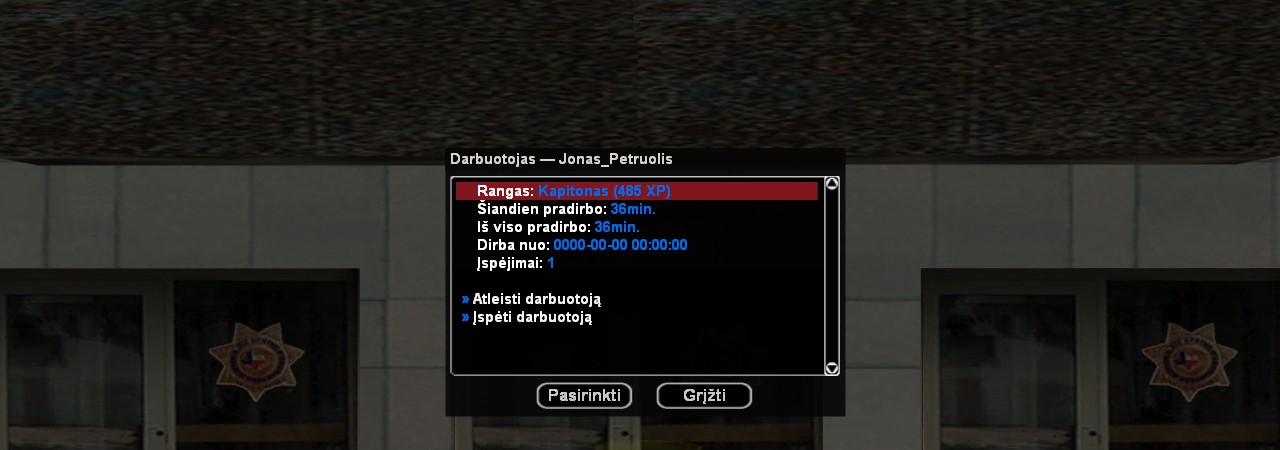 Darbuotojas — Jonas_Petruolis
Rangas: Kapitonas (485 XP)
Šiandien pradirbo: 36min.
Iš viso pradirbo: 36min.
Dirba nuo: 0000-00-00 00:00:00
Įspėjimai: 1
» Atleisti darbuotoją
» Įspėti darbuotoją
Pasirinkti Grįžti